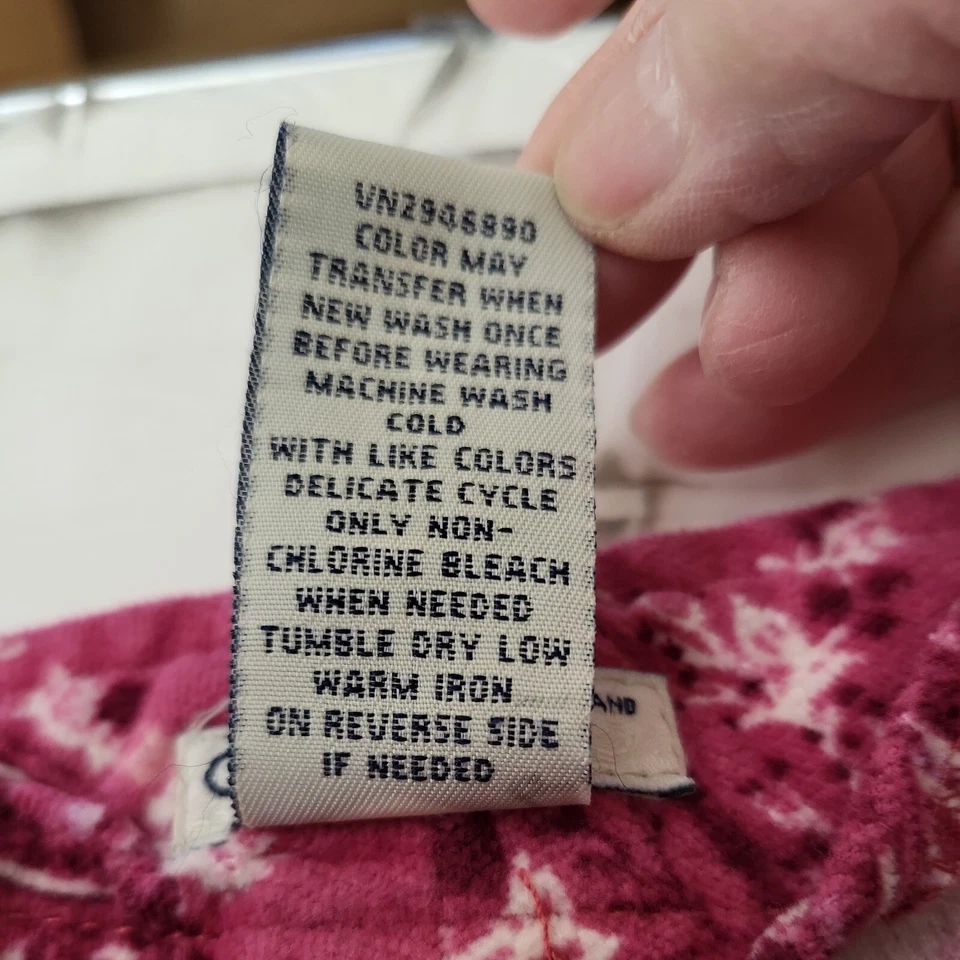 VN2946890
COLOR MAY
TRANSFER WHEN
NEW WASH ONCE
BEFORE WEARING
MACHINE WASH
COLD
WITH LIKE COLORS
DELICATE CYCLE
ONLY NON-
CHLORINE BLEACH
WHEN NEEDED
TUMBLE DRY LOW
WARM IRON
ON REVERSE SIDE
IF NEEDED
AND